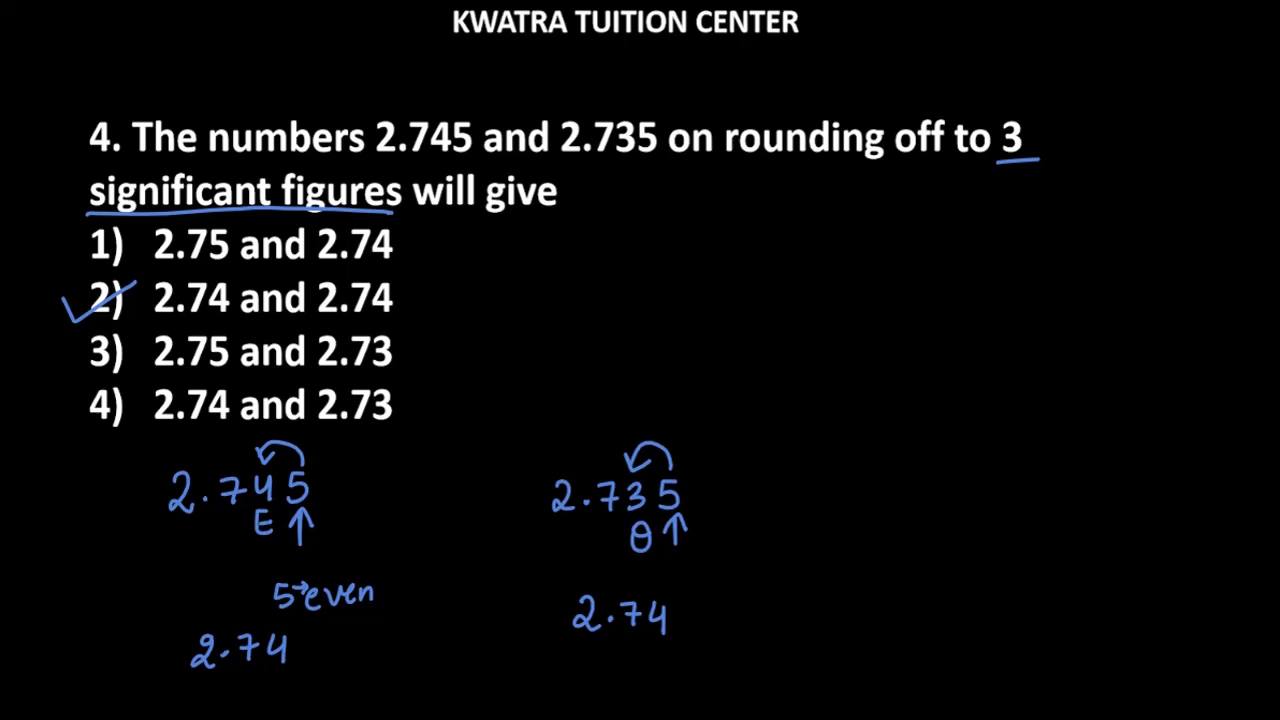 KWATRA TUITION CENTER
4. The numbers 2.745 and 2.735 on rounding off to 3
significant figures will give
1) 2.75 and 2.74
2) 2.74 and 2.74
3) 2.75 and 2.73
4) 2.74 and 2.73
2.745 2.735
E ↑ O ↑
5→even
2.74 2.74